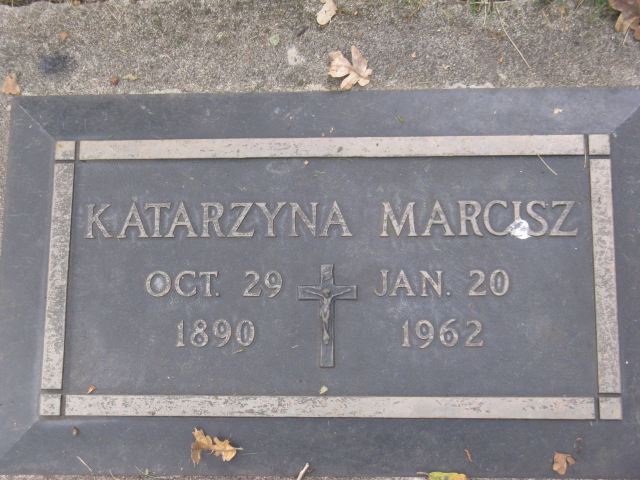 KATARZYNA MARCISZ
OCT. 29 JAN. 20
1890 1962